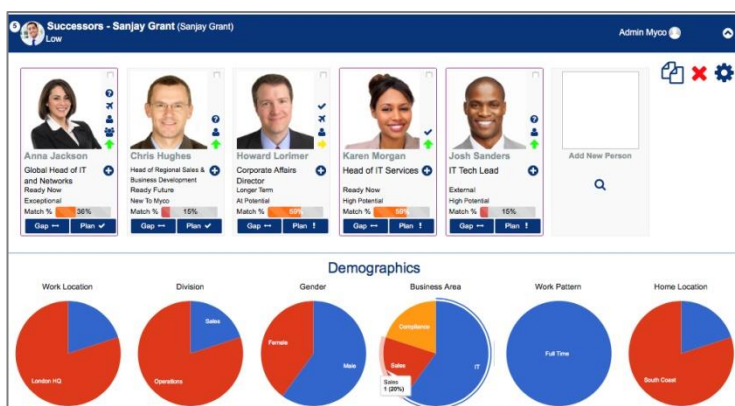 5 Successors - Sanjay Grant (Sanjay Grant)
Low
Admin Myco
Anna Jackson
Global Head of IT
and Networks
Ready Now
Exceptional
Match % 36%
Gap Plan
Chris Hughes
Head of Regional Sales &
Business Development
Ready Future
New To Myco
Match % 15%
Gap Plan
Howard Lorimer
Corporate Affairs
Director
Longer Term
At Potential
Match % 59%
Gap Plan !
Karen Morgan
Head of IT Services
Ready Now
High Potential
Match % 59%
Gap Plan !
Josh Sanders
IT Tech Lead
External
High Potential
Match % 15%
Gap Plan !
Add New Person
Demographics
Work Location
London HQ
Division
Sales
Operations
Gender
Female
Male
Business Area
Compliance
Sales
IT
Sales
1 (20%)
Work Pattern
Full Time
Home Location
South Coast